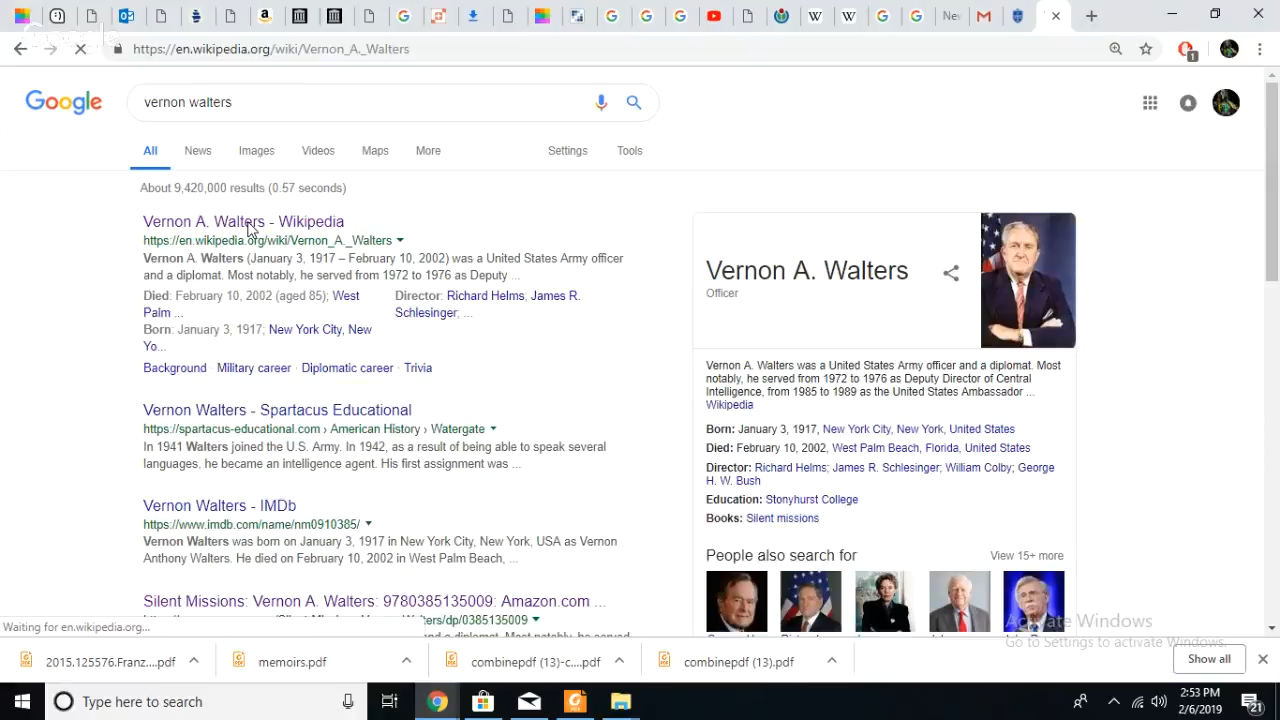 Nev
https://en.wikipedia.org/wiki/Vernon_A._Walters
1
Google
vernon walters
All
News
Images
Videos
Maps
More
Settings
Tools
About 9,420,000 results (0.57 seconds)
Vernon A. Walters - Wikipedia
https://en.wikipedia.org/wiki/Vernon_A._Walters
Vernon A. Walters (January 3, 1917 – February 10, 2002) was a United States Army officer
and a diplomat. Most notably, he served from 1972 to 1976 as Deputy ...
Died: February 10, 2002 (aged 85); West
Palm ...
Director: Richard Helms, James R.
Schlesinger; ...
Born: January 3, 1917; New York City, New
Yo...
Background · Military career · Diplomatic career · Trivia
Vernon Walters - Spartacus Educational
https://spartacus-educational.com › American History › Watergate
In 1941 Walters joined the U.S. Army. In 1942, as a result of being able to speak several
languages, he became an intelligence agent. His first assignment was ...
Vernon Walters - IMDb
https://www.imdb.com/name/nm0910385/
Vernon Walters was born on January 3, 1917 in New York City, New York, USA as Vernon
Anthony Walters. He died on February 10, 2002 in West Palm Beach, ...
Silent Missions: Vernon A. Walters: 9780385135009: Amazon.com ...
Walters/dp/0385135009
Vernon A. Walters
Officer
Vernon A. Walters was a United States Army officer and a diplomat. Most
notably, he served from 1972 to 1976 as Deputy Director of Central
Intelligence, from 1985 to 1989 as the United States Ambassador ...
Wikipedia
Born: January 3, 1917, New York City, New York, United States
Died: February 10, 2002, West Palm Beach, Florida, United States
Director: Richard Helms; James R. Schlesinger; William Colby; George
H. W. Bush
Education: Stonyhurst College
Books: Silent missions
People also search for
View 15+ more
Activate Windows
Go to Settings to activate Windows.
Waiting for en.wikipedia.org...
2015.125576.Franz....pdf
memoirs.pdf
combinepdf (13)-c....pdf
combinepdf (13).pdf
Show all
Type here to search
2:53 PM
2/6/2019
21